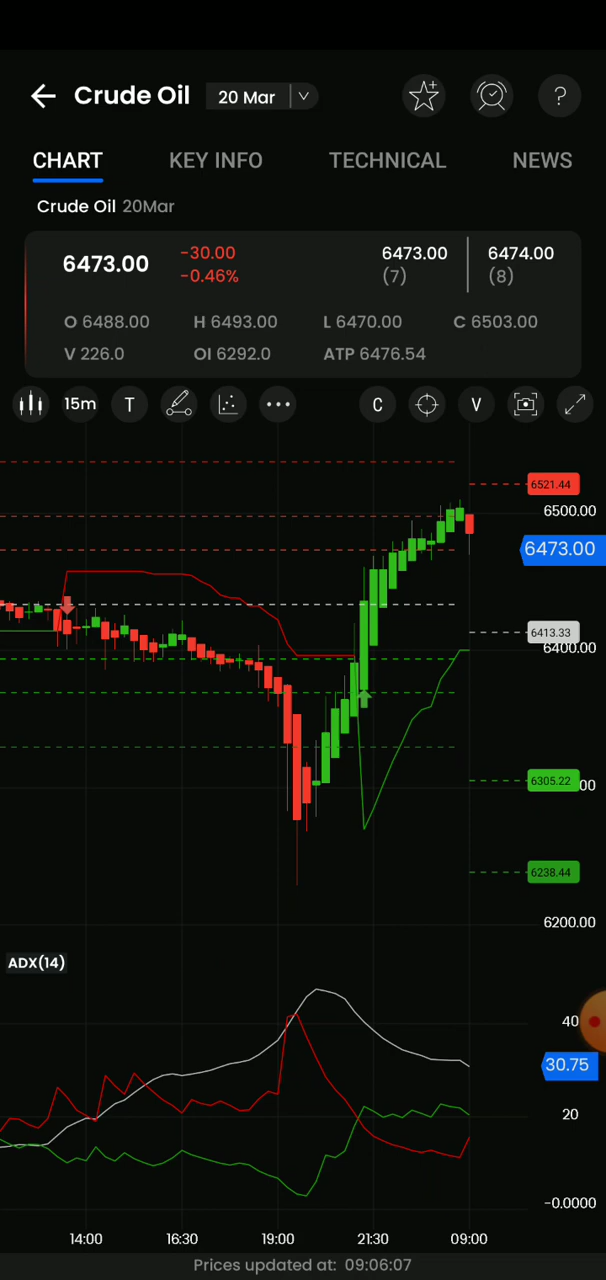 Crude Oil 20 Mar ?
CHART KEY INFO TECHNICAL NEWS
Crude Oil 20Mar
6473.00 -30.00 6473.00 6474.00
-0.46% (7) (8)
O 6488.00 H 6493.00 L 6470.00 C 6503.00
V 226.0 OI 6292.0 ATP 6476.54
15m T C V
6521.44
6500.00
6473.00
6413.33
6400.00
6305.22 00
6238.44
6200.00
ADX(14)
40
30.75
20
-0.0000
14:00 16:30 19:00 21:30 09:00
Prices updated at: 09:06:07